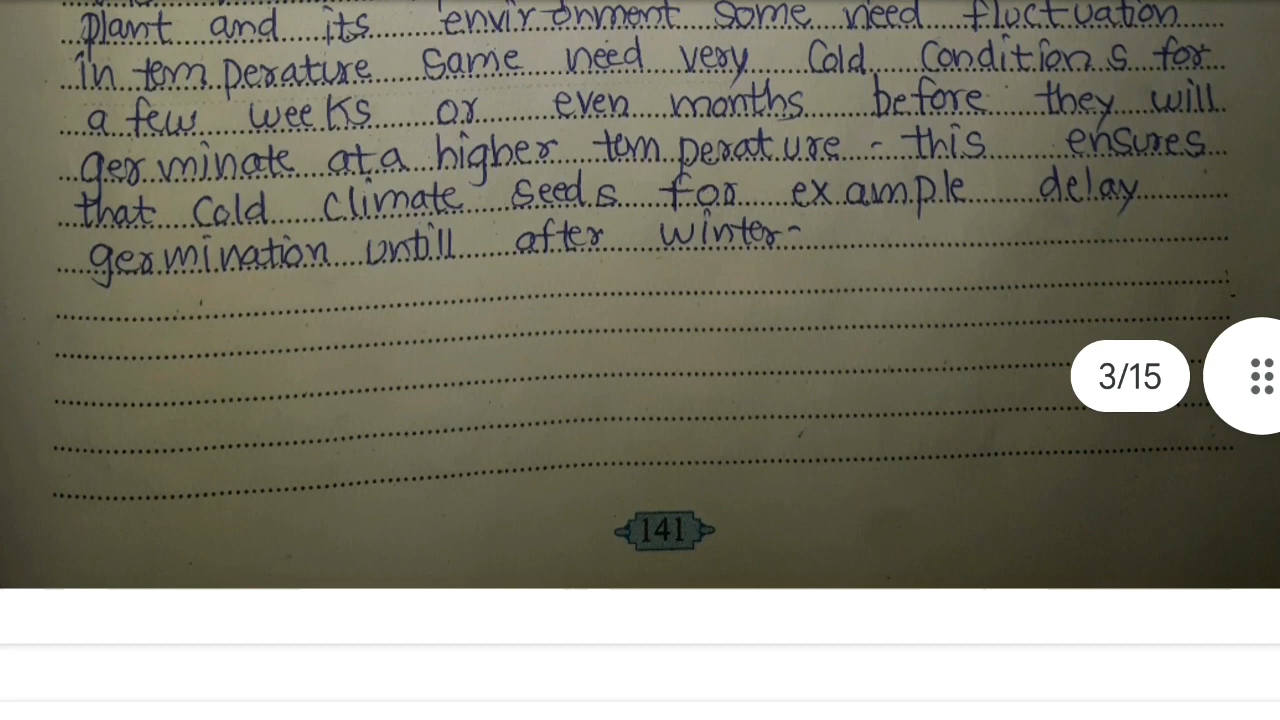 plant and its environment some need fluctuation
in temperature same need very cold conditions for
a few weeks or even months before they will
germinate at a higher temperature - this ensures
that cold climate seeds for example delay
germination untill after winter-
3/15
141